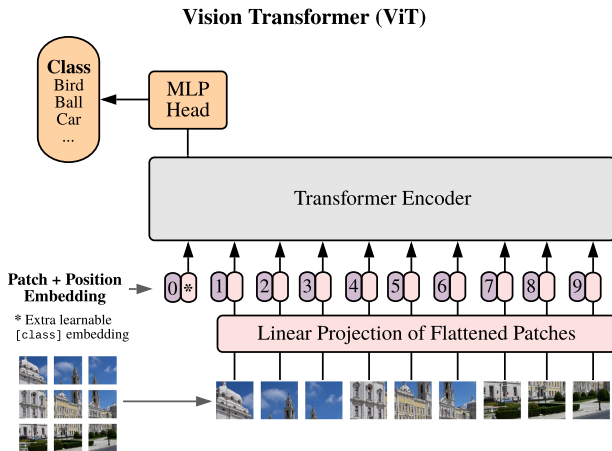 Vision Transformer (ViT)
Class
Bird
Ball
Car
...
MLP
Head
Transformer Encoder
Patch + Position
Embedding
0 * 1 2 3 4 5 6 7 8 9
* Extra learnable
[class] embedding
Linear Projection of Flattened Patches